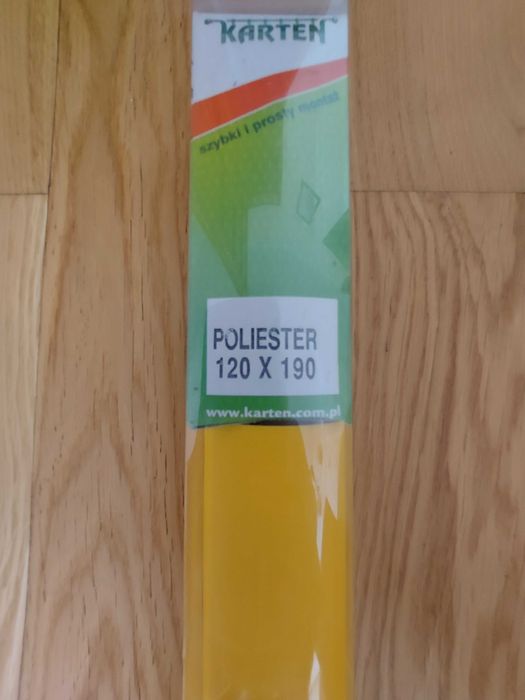 KARTEN
szybki i prosty montaż
POLIESTER
120 X 190
www.karten.com.pl